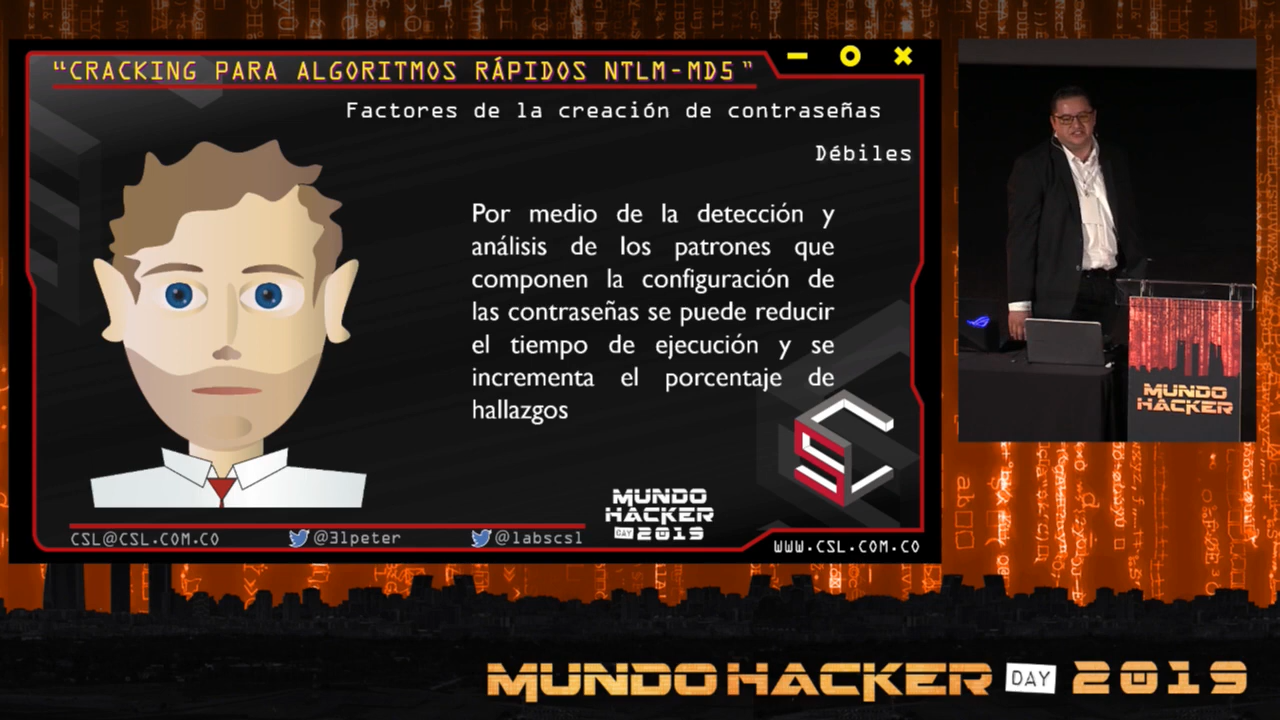 “CRACKING PARA ALGORITMOS RÁPIDOS NTLM-MD5”
Factores de la creación de contraseñas
Débiles
Por medio de la detección y
análisis de los patrones que
componen la configuración de
las contraseñas se puede reducir
el tiempo de ejecución y se
incrementa el porcentaje de
hallazgos
MUNDO
HACKER
DAY 2019
CSL@CSL.COM.CO
@3lpeter
@labscsl
WWW.CSL.COM.CO
MUNDO
HACKER
MUNDO HACKER DAY 2019